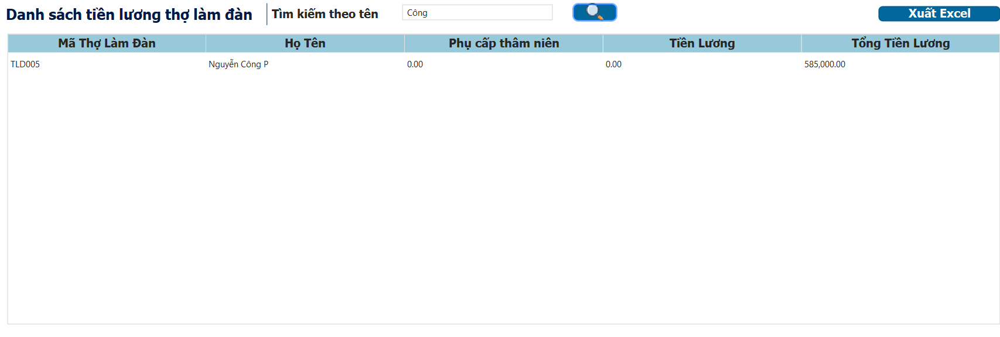 Danh sách tiền lương thợ làm đàn Tìm kiếm theo tên Công Xuất Excel
Mã Thợ Làm Đàn Họ Tên Phụ cấp thâm niên Tiền Lương Tổng Tiền Lương
TLD005 Nguyễn Công P 0.00 0.00 585,000.00